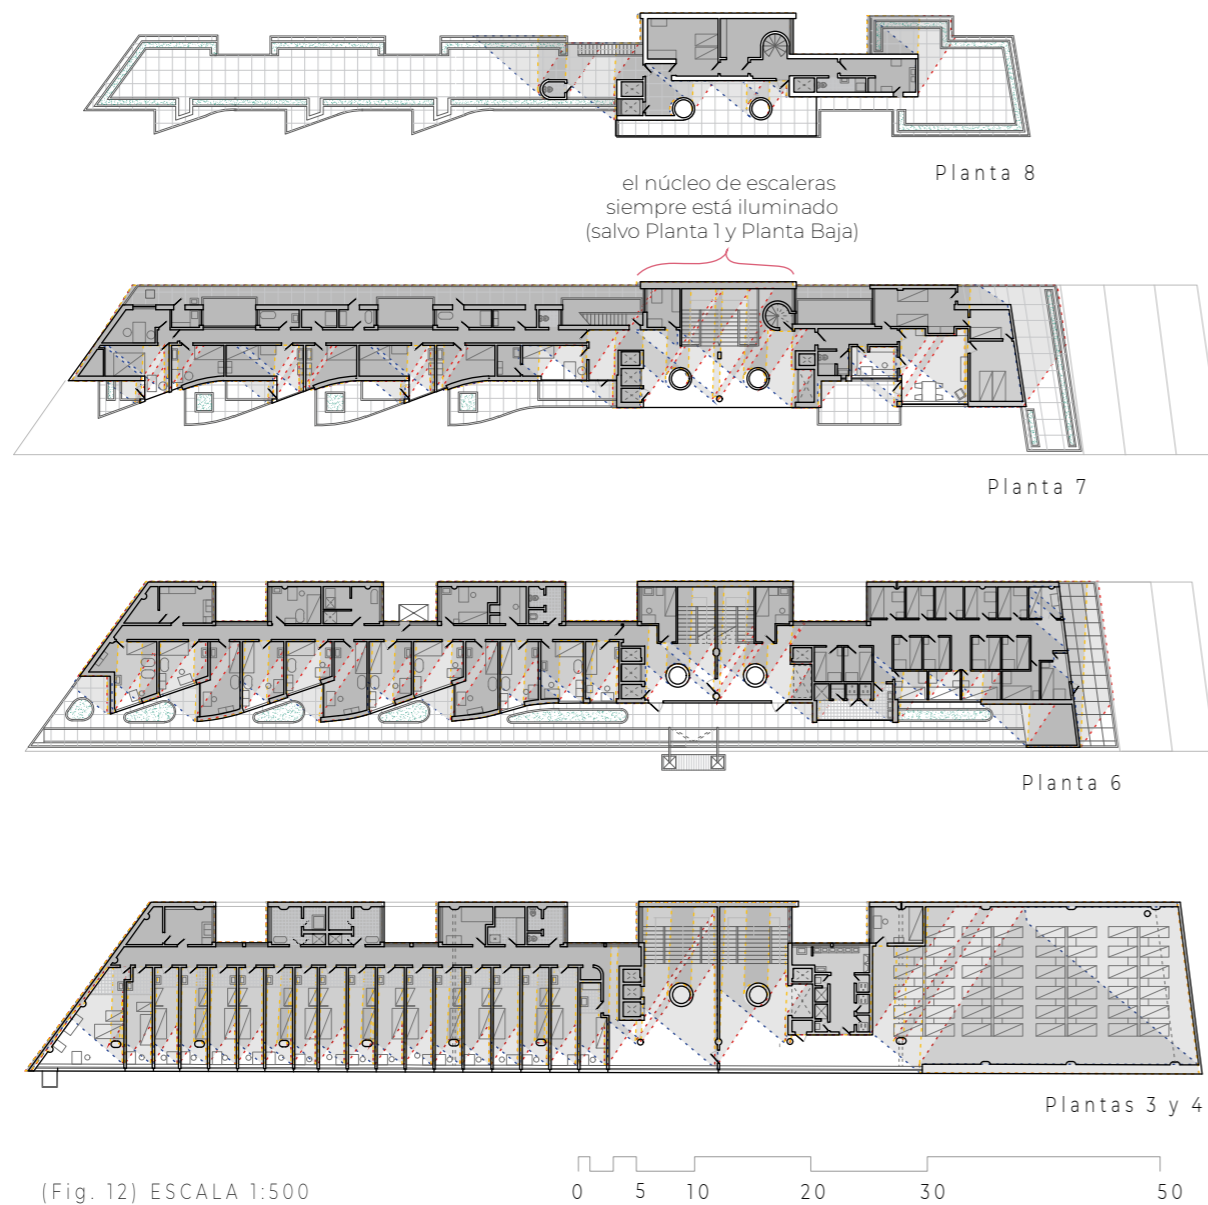 Planta 8
el núcleo de escaleras
siempre está iluminado
(salvo Planta 1 y Planta Baja)
Planta 7
Planta 6
Plantas 3 y 4
(Fig. 12) ESCALA 1:500
0 5 10 20 30 50